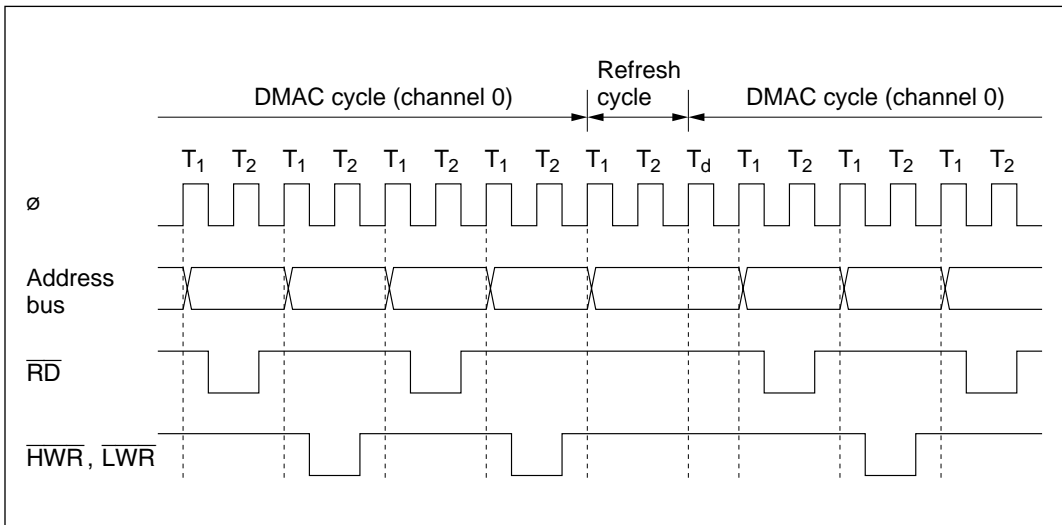 Refresh
DMAC cycle (channel 0) cycle DMAC cycle (channel 0)
T1 T2 T1 T2 T1 T2 T1 T2 T1 T2 Td T1 T2 T1 T2 T1 T2
ø
Address
bus
RD
HWR, LWR